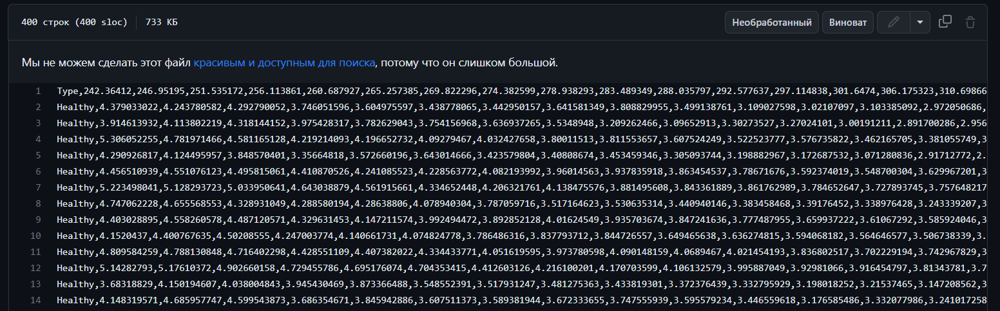 400 строк (400 sloc) 733 КБ Необработанный Виноват
Мы не можем сделать этот файл красивым и доступным для поиска, потому что он слишком большой.
1 Type,242.36412,246.95195,251.535172,256.113861,260.687927,265.257385,269.822296,274.382599,278.938293,283.489349,288.035797,292.577637,297.114838,301.6474,306.175323,310.69866
2 Healthy,4.379033022,4.243780582,4.292790052,3.746051596,3.604975597,3.438778065,3.442950157,3.641581349,3.808829955,3.499138761,3.109027598,3.02107097,3.103385092,2.972050686,
3 Healthy,3.914613932,4.113802219,4.318144152,3.975428317,3.782629043,3.754156968,3.636937265,3.5348948,3.209262466,3.09652913,3.30273527,3.27024101,3.00191211,2.891700286,2.956
4 Healthy,5.306052255,4.781971466,4.581165128,4.219214093,4.196652732,4.09279467,4.032427658,3.80011513,3.811553657,3.607524249,3.522523777,3.576735822,3.462165705,3.381055749,3
5 Healthy,4.290926817,4.124495957,3.848570401,3.35664818,3.572660196,3.643014666,3.423579804,3.40808674,3.453459346,3.305093744,3.198882967,3.172687532,3.071280836,2.91712772,2.
6 Healthy,4.456510939,4.551076123,4.495815061,4.410870526,4.241085523,4.228563772,4.082193992,3.96014563,3.937835918,3.863454537,3.78671676,3.592374019,3.548700304,3.629967201,3
7 Healthy,5.223498041,5.128293723,5.033950641,4.643038879,4.561915661,4.334652448,4.206321761,4.138475576,3.881495608,3.843361889,3.861762989,3.784652647,3.727893745,3.757648217
8 Healthy,4.747062228,4.655568553,4.328931049,4.288580194,4.28638806,4.078940304,3.787059716,3.517164623,3.530635314,3.440940146,3.383458468,3.39176452,3.338976428,3.243339207,3
9 Healthy,4.403028895,4.558260578,4.487120571,4.329631453,4.147211574,3.992494472,3.892852128,4.01624549,3.935703674,3.847241636,3.777487955,3.659937222,3.61067292,3.585924046,3
10 Healthy,4.1520437,4.400767635,4.50208555,4.247003774,4.140661731,4.074824778,3.786486316,3.837793712,3.844726557,3.649465638,3.636274815,3.594068182,3.564646577,3.506738339,3.
11 Healthy,4.809584259,4.788130848,4.716402298,4.428551109,4.407382022,4.334433771,4.051619595,3.973780598,4.090148159,4.0689467,4.021454193,3.836802517,3.702229194,3.742967829,3
12 Healthy,5.14282793,5.17610372,4.902660158,4.729455786,4.695176074,4.704353415,4.412603126,4.216100201,4.170703599,4.106132579,3.995887049,3.92981066,3.916454797,3.81343781,3.7
13 Healthy,3.68318829,4.150194607,4.038004843,3.945430469,3.873366488,3.548552391,3.517931247,3.481275363,3.433819301,3.372376439,3.332795929,3.198018252,3.21537465,3.147208562,3
14 Healthy,4.148319571,4.685957747,4.599543873,3.686354671,3.845942886,3.607511373,3.589381944,3.672333655,3.747555939,3.595579234,3.446559618,3.176585486,3.332077986,3.241017258